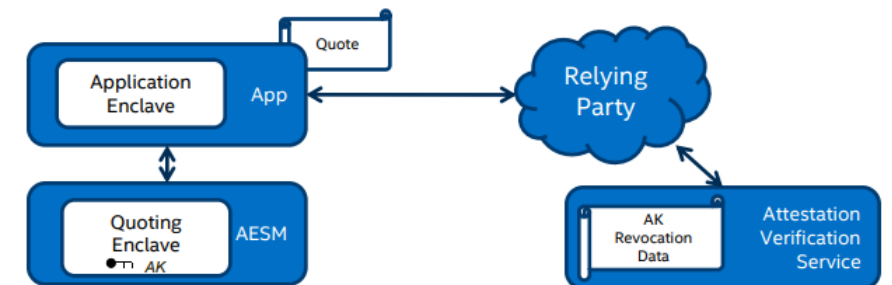 Quote
Application
Enclave
App
Relying
Party
Quoting
Enclave
AK
AESM
AK
Revocation
Data
Attestation
Verification
Service